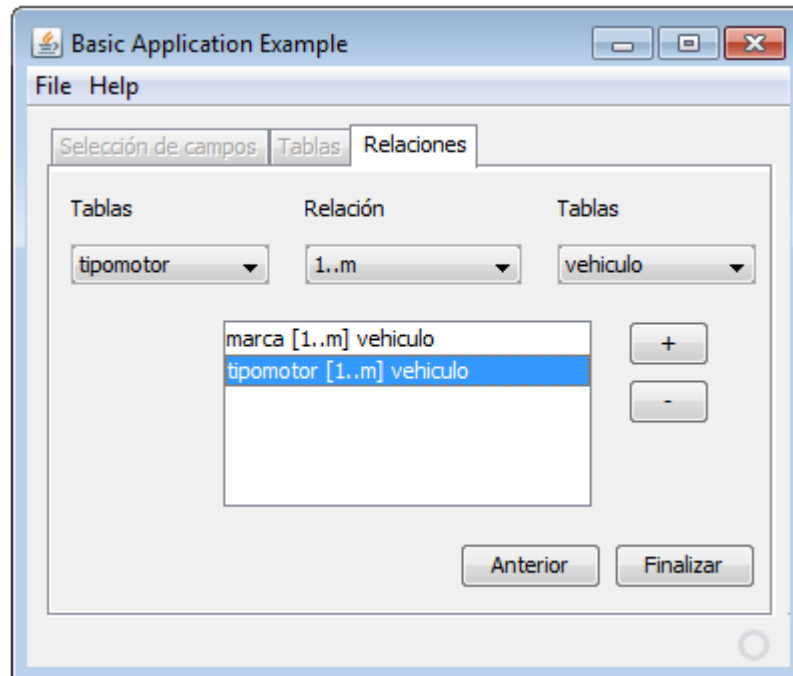 Basic Application Example
File Help
Selección de campos Tablas Relaciones
Tablas Relación Tablas
tipomotor 1..m vehiculo
marca [1..m] vehiculo
+
tipomotor [1..m] vehiculo
-
Anterior Finalizar